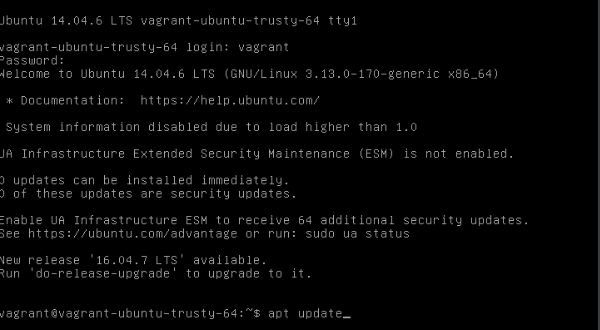 Ubuntu 14.04.6 LTS vagrant-ubuntu-trusty-64 tty1
vagrant-ubuntu-trusty-64 login: vagrant
Password:
Welcome to Ubuntu 14.04.6 LTS (GNU/Linux 3.13.0-170-generic x86_64)
* Documentation:  https://help.ubuntu.com/
System information disabled due to load higher than 1.0
UA Infrastructure Extended Security Maintenance (ESM) is not enabled.
0 updates can be installed immediately.
0 of these updates are security updates.
Enable UA Infrastructure ESM to receive 64 additional security updates.
See https://ubuntu.com/advantage or run: sudo ua status
New release '16.04.7 LTS' available.
Run 'do-release-upgrade' to upgrade to it.
vagrant@vagrant-ubuntu-trusty-64:~$ apt update_